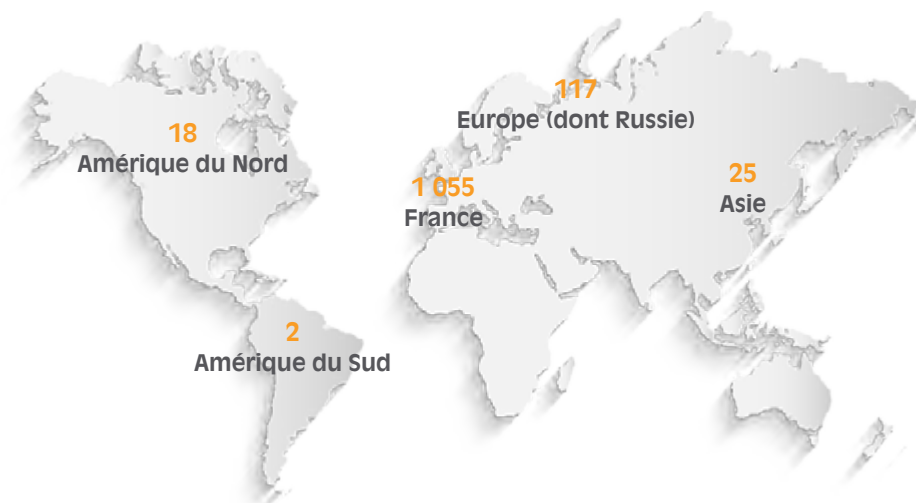 117
Europe (dont Russie)
18
Amérique du Nord
1 055
France
25
Asie
2
Amérique du Sud